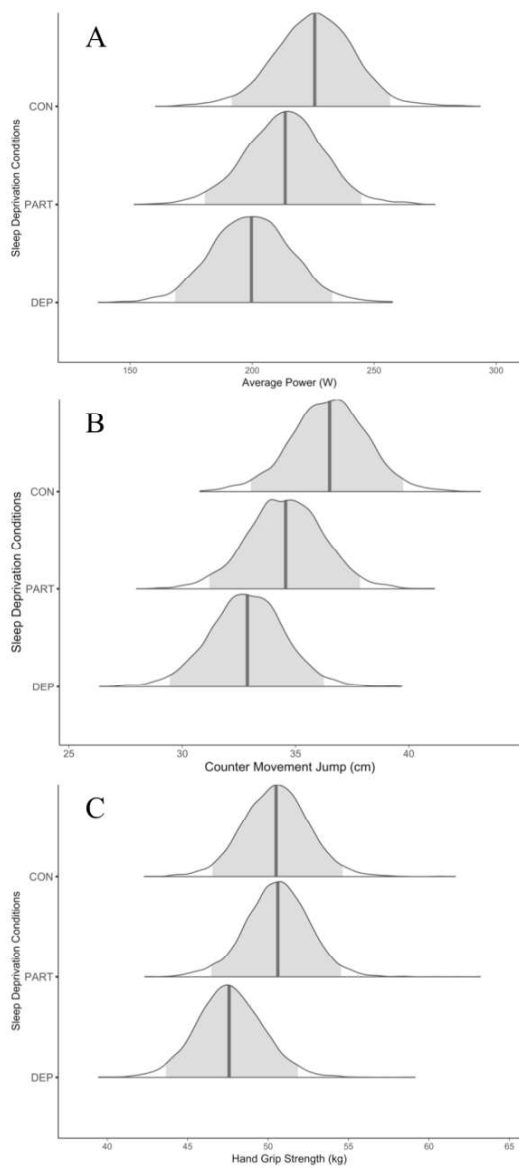 A
Sleep Deprivation Conditions
CON
PART
DEP
150 200 250 300
Average Power (W)
B
Sleep Deprivation Conditions
CON
PART
DEP
25 30 35 40
Counter Movement Jump (cm)
C
Sleep Deprivation Conditions
CON
PART
DEP
40 45 50 55 60 65
Hand Grip Strength (kg)